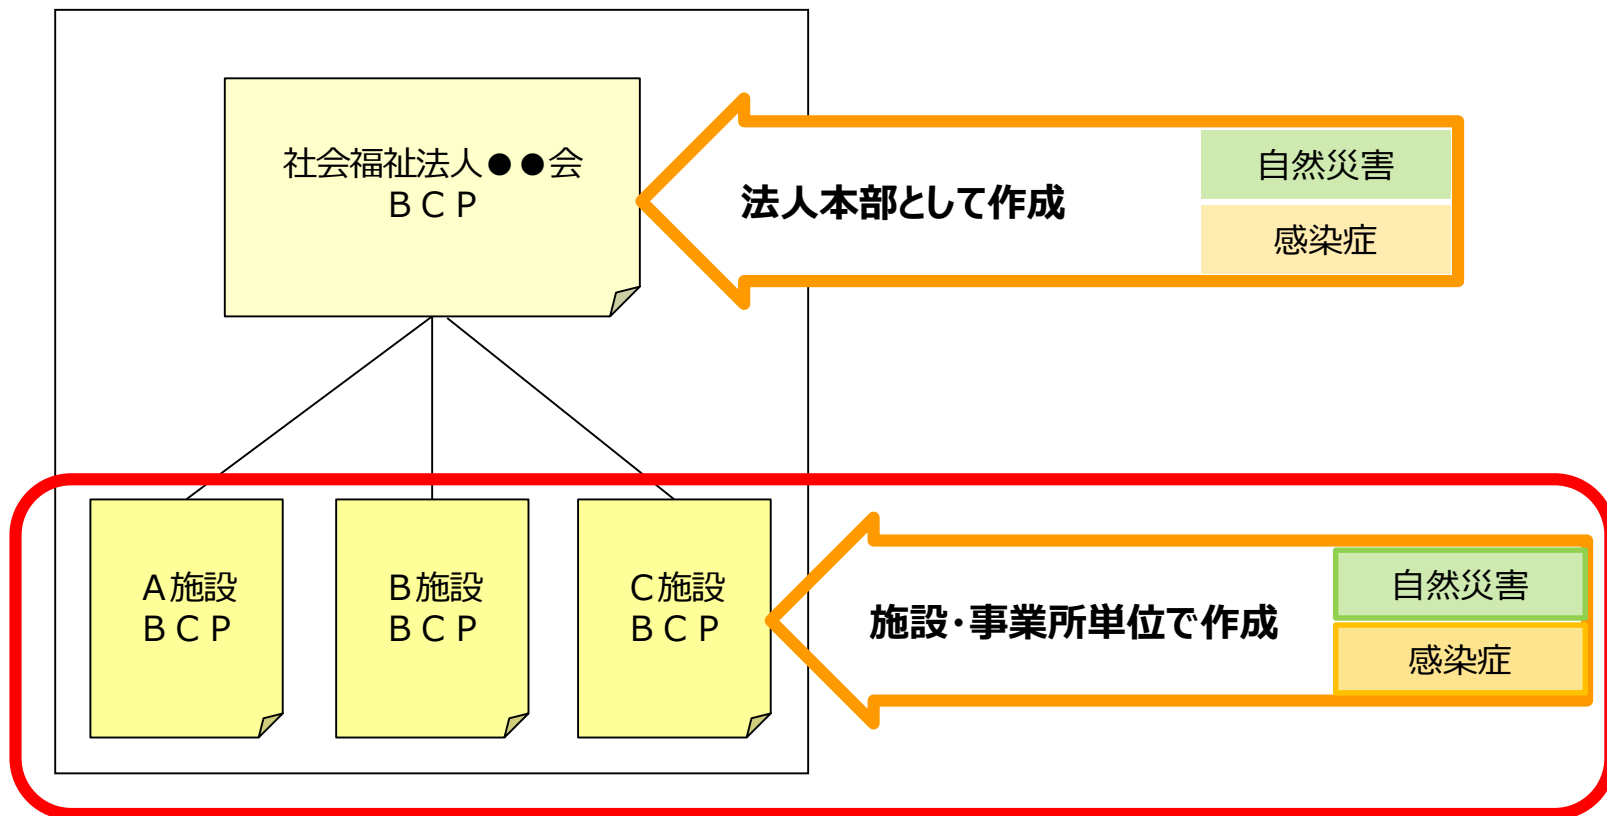 社会福祉法人●●会
ＢＣＰ
法人本部として作成
自然災害
感染症
Ａ施設
ＢＣＰ
Ｂ施設
ＢＣＰ
Ｃ施設
ＢＣＰ
施設・事業所単位で作成
自然災害
感染症